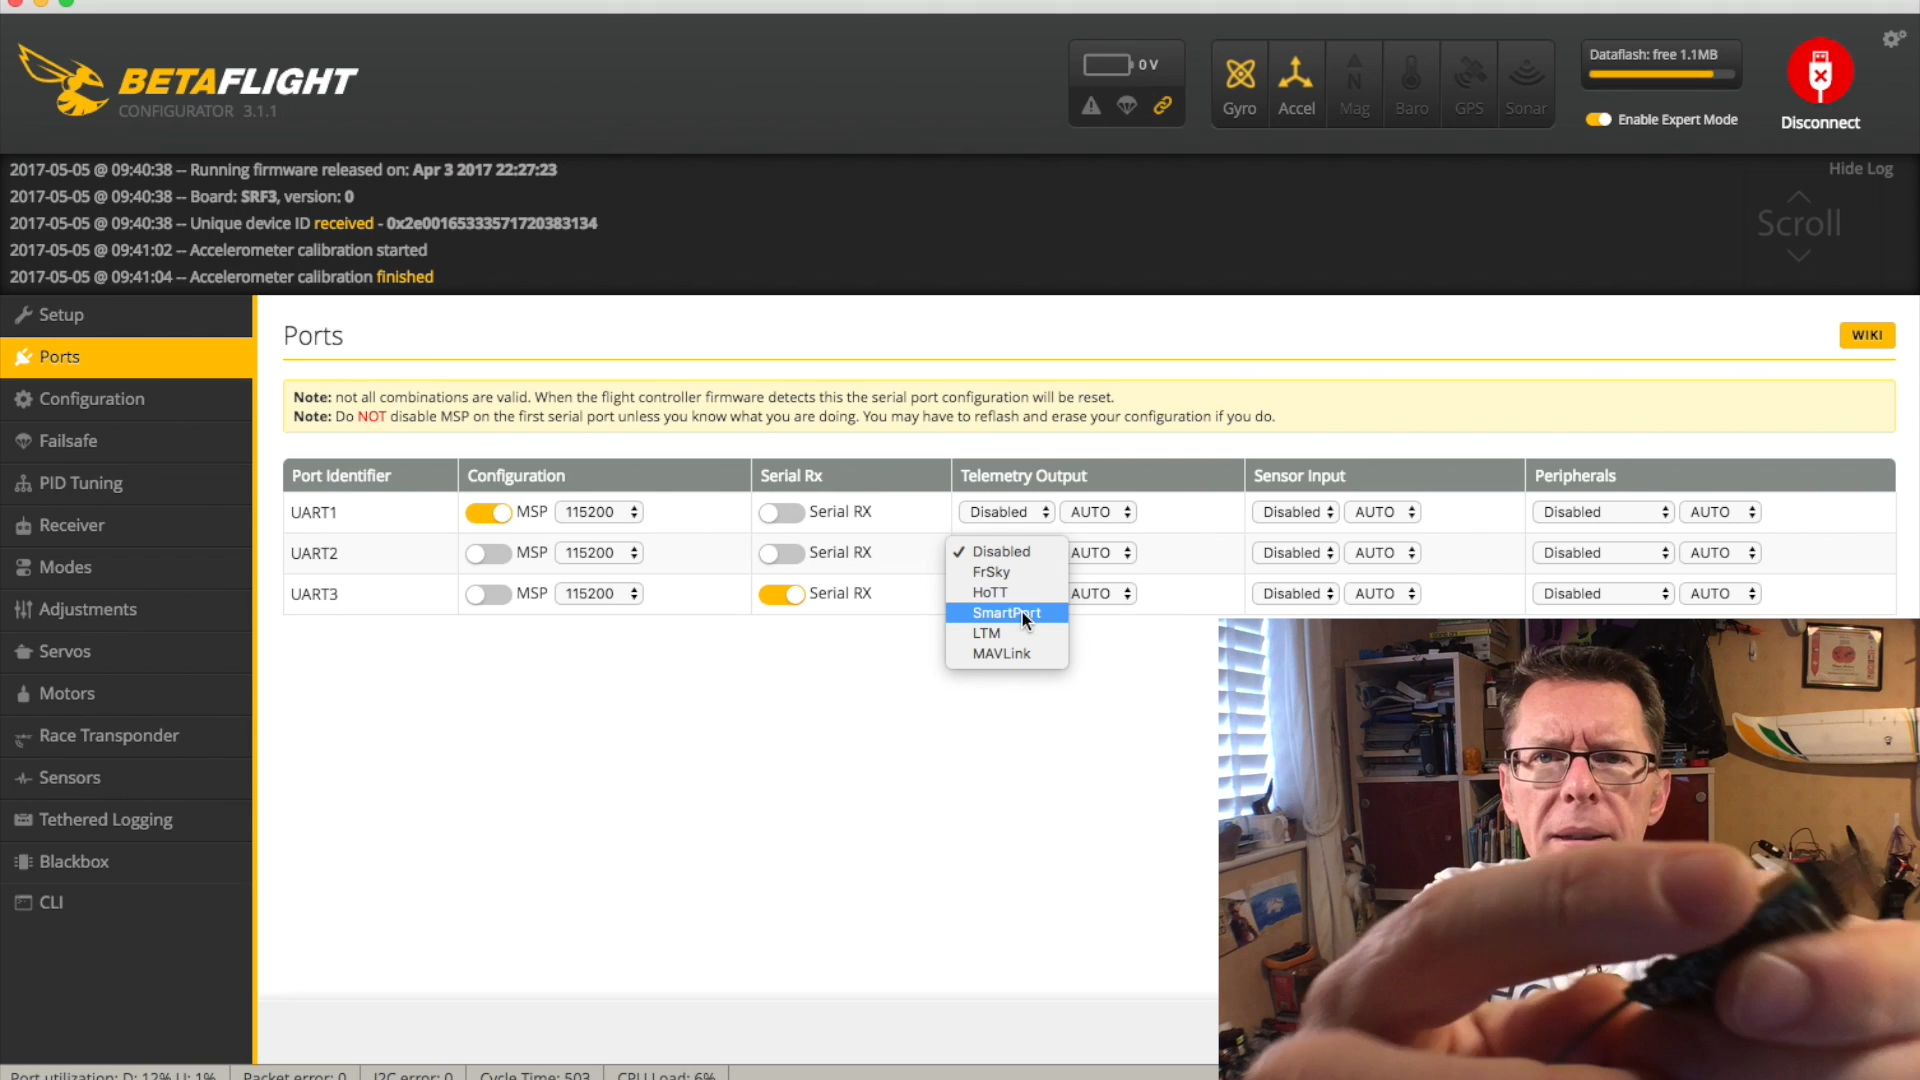 BETAFLIGHT
CONFIGURATOR 3.1.1
0 V
Gyro Accel Mag Baro GPS Sonar
Dataflash: free 1.1MB
Enable Expert Mode
Disconnect
2017-05-05 @ 09:40:38 -- Running firmware released on: Apr 3 2017 22:27:23
2017-05-05 @ 09:40:38 -- Board: SRF3, version: 0
2017-05-05 @ 09:40:38 -- Unique device ID received - 0x2e00165333571720383134
2017-05-05 @ 09:41:02 -- Accelerometer calibration started
2017-05-05 @ 09:41:04 -- Accelerometer calibration finished
Hide Log
Scroll
Setup
Ports
Configuration
Failsafe
PID Tuning
Receiver
Modes
Adjustments
Servos
Motors
Race Transponder
Sensors
Tethered Logging
Blackbox
CLI
Ports
WIKI
Note: not all combinations are valid. When the flight controller firmware detects this the serial port configuration will be reset.
Note: Do NOT disable MSP on the first serial port unless you know what you are doing. You may have to reflash and erase your configuration if you do.
Port Identifier Configuration Serial Rx Telemetry Output Sensor Input Peripherals
UART1 MSP 115200 Serial RX Disabled AUTO Disabled AUTO Disabled AUTO
UART2 MSP 115200 Serial RX AUTO Disabled AUTO Disabled AUTO
UART3 MSP 115200 Serial RX AUTO Disabled AUTO Disabled AUTO
✓ Disabled
FrSky
HoTT
SmartPort
LTM
MAVLink
Port utilization: D: 12% U: 1% Packet error: 0 I2C error: 0 Cycle Time: 503 CPU Load: 6%